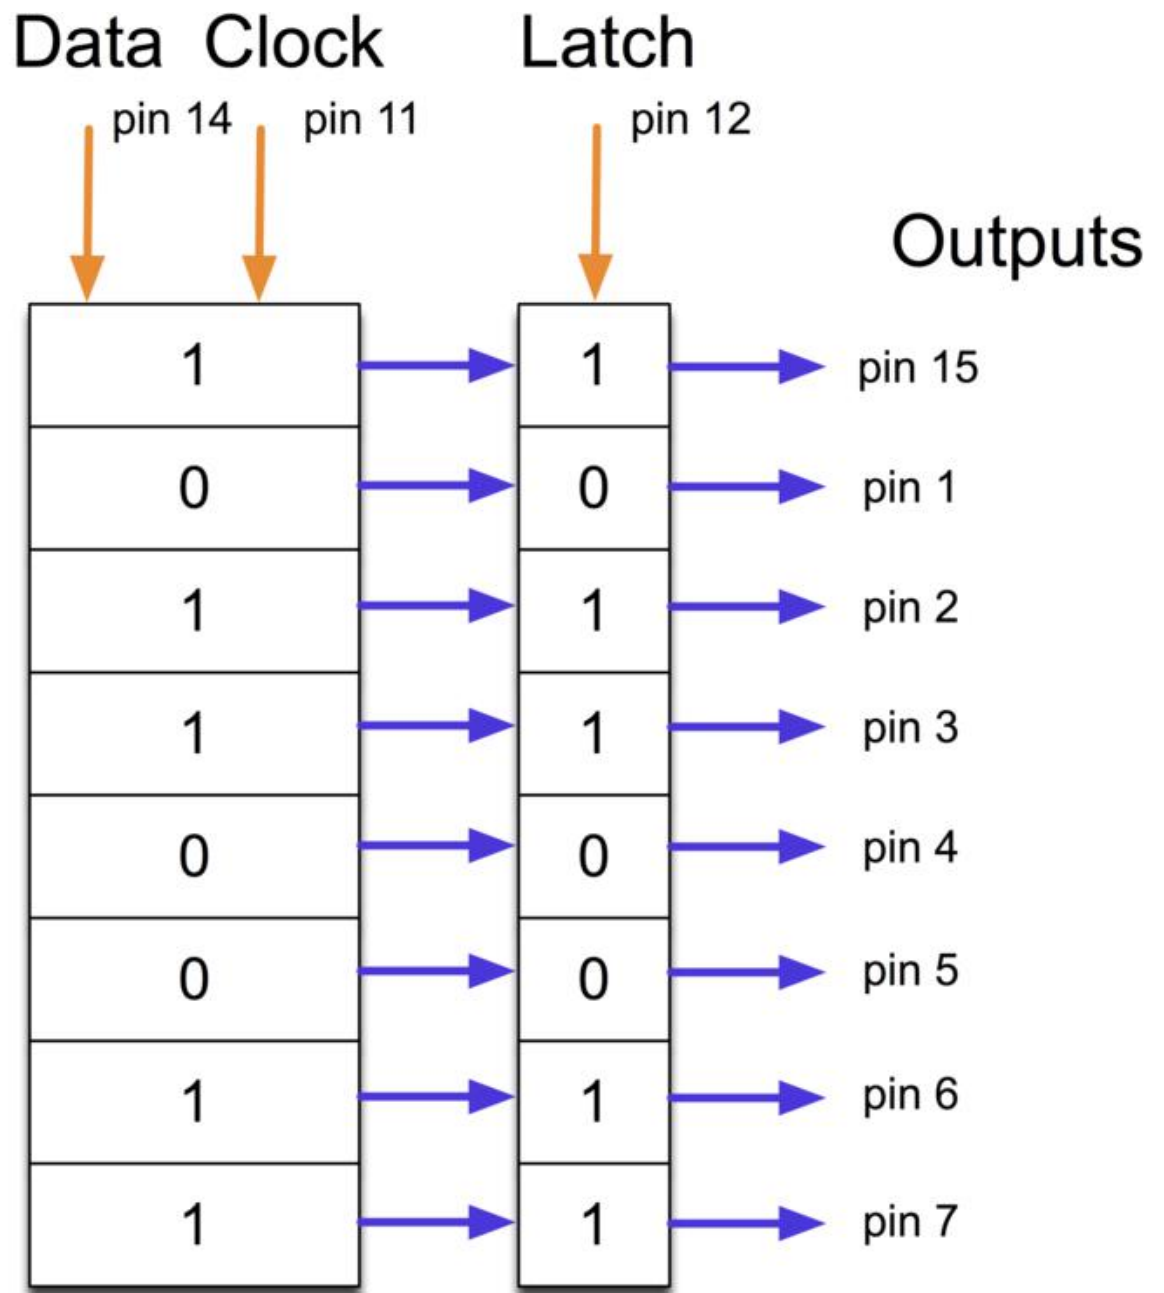 Data Clock Latch
pin 14 pin 11 pin 12
Outputs
1 1 pin 15
0 0 pin 1
1 1 pin 2
1 1 pin 3
0 0 pin 4
0 0 pin 5
1 1 pin 6
1 1 pin 7